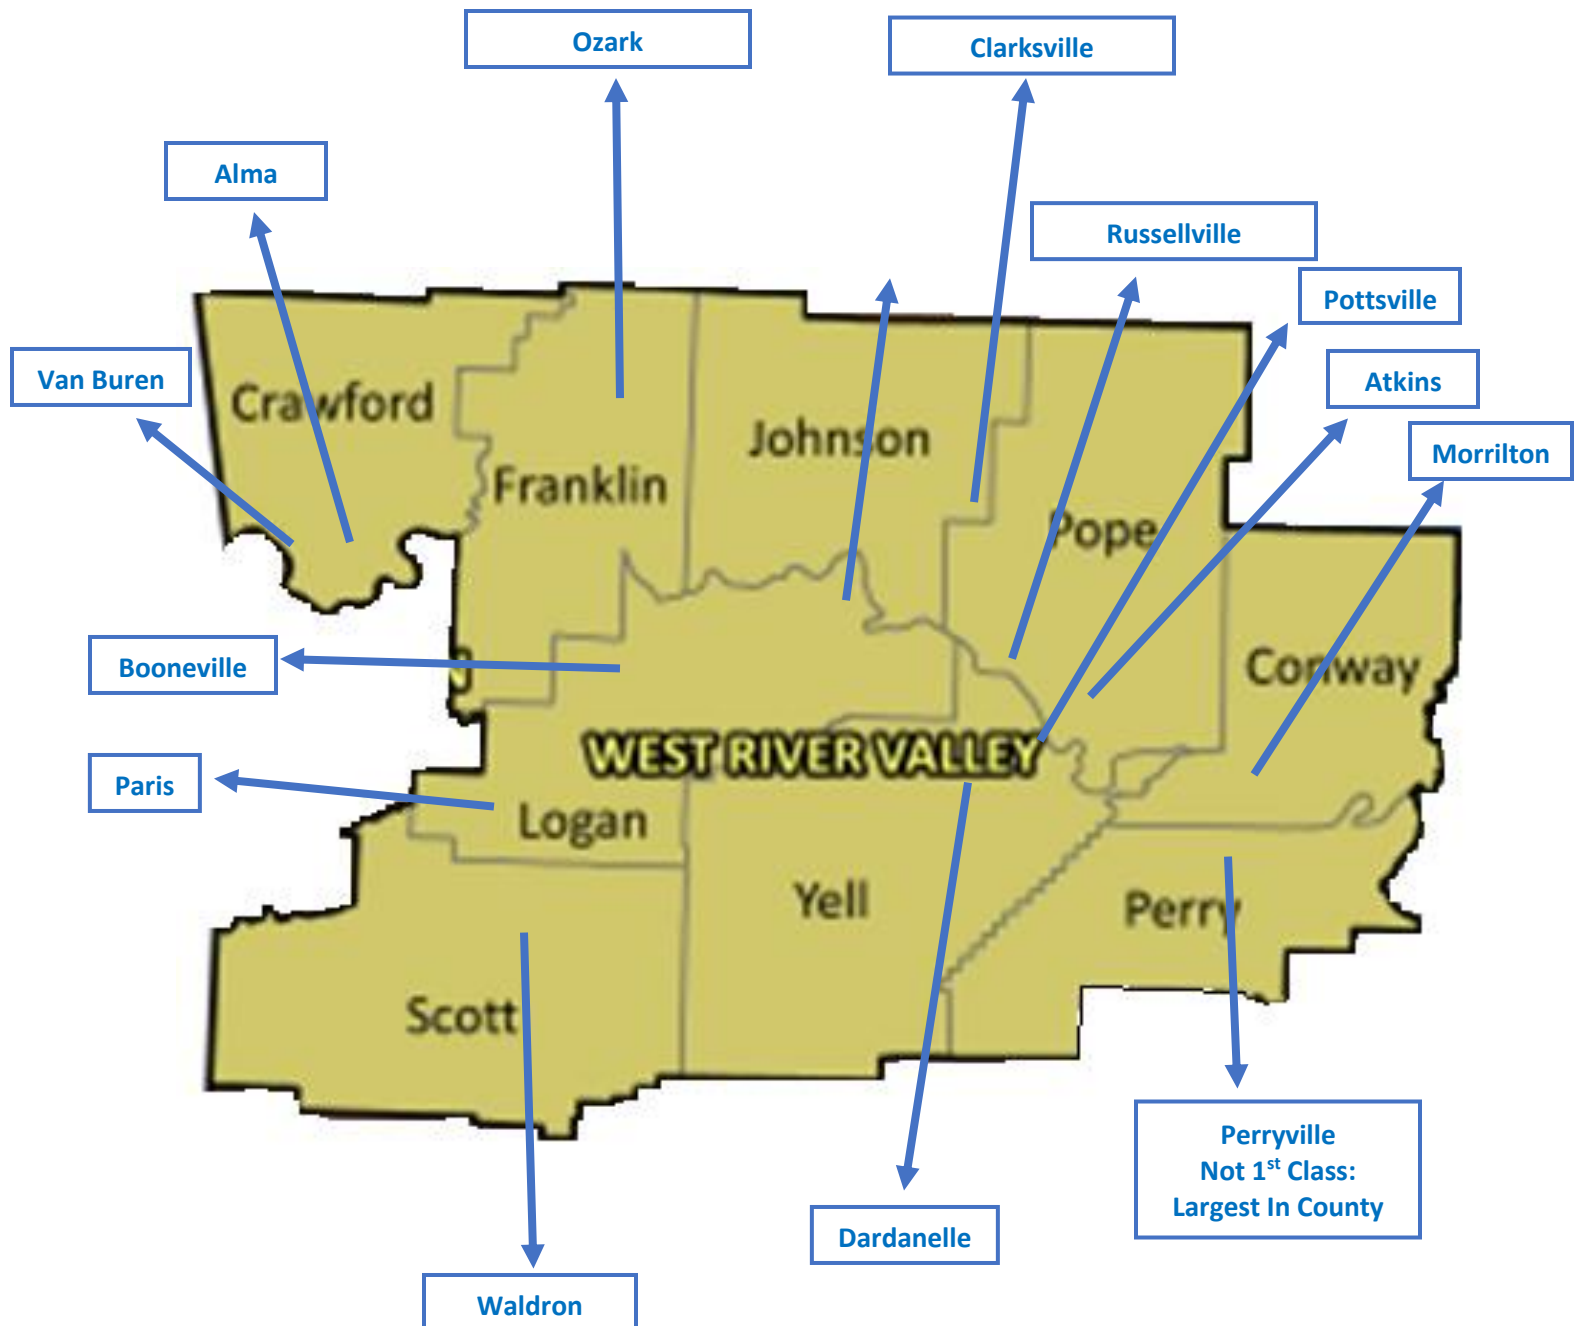 Ozark
Clarksville
Alma
Russellville
Pottsville
Van Buren
Atkins
Crawford
Johnson
Morrilton
Franklin
Pope
Booneville
Conway
WEST RIVER VALLEY
Paris
Logan
Yell
Perry
Scott
Perryville
Not 1st Class:
Largest In County
Dardanelle
Waldron